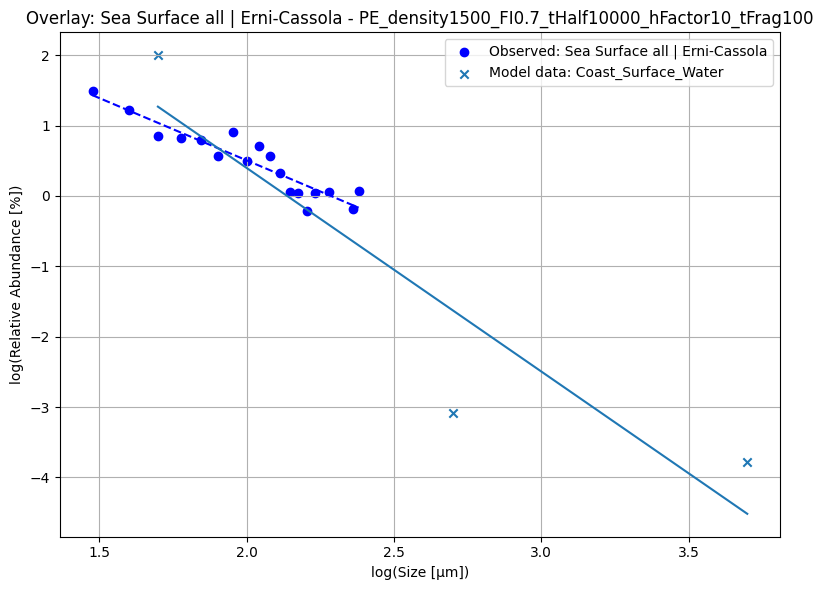 Overlay: Sea Surface all | Erni-Cassola - PE_density1500_FI0.7_tHalf10000_hFactor10_tFrag100
Observed: Sea Surface all | Erni-Cassola
Model data: Coast_Surface_Water
log(Relative Abundance [%])
2
1
0
−1
−2
−3
−4
1.5
2.0
2.5
3.0
3.5
log(Size [µm])